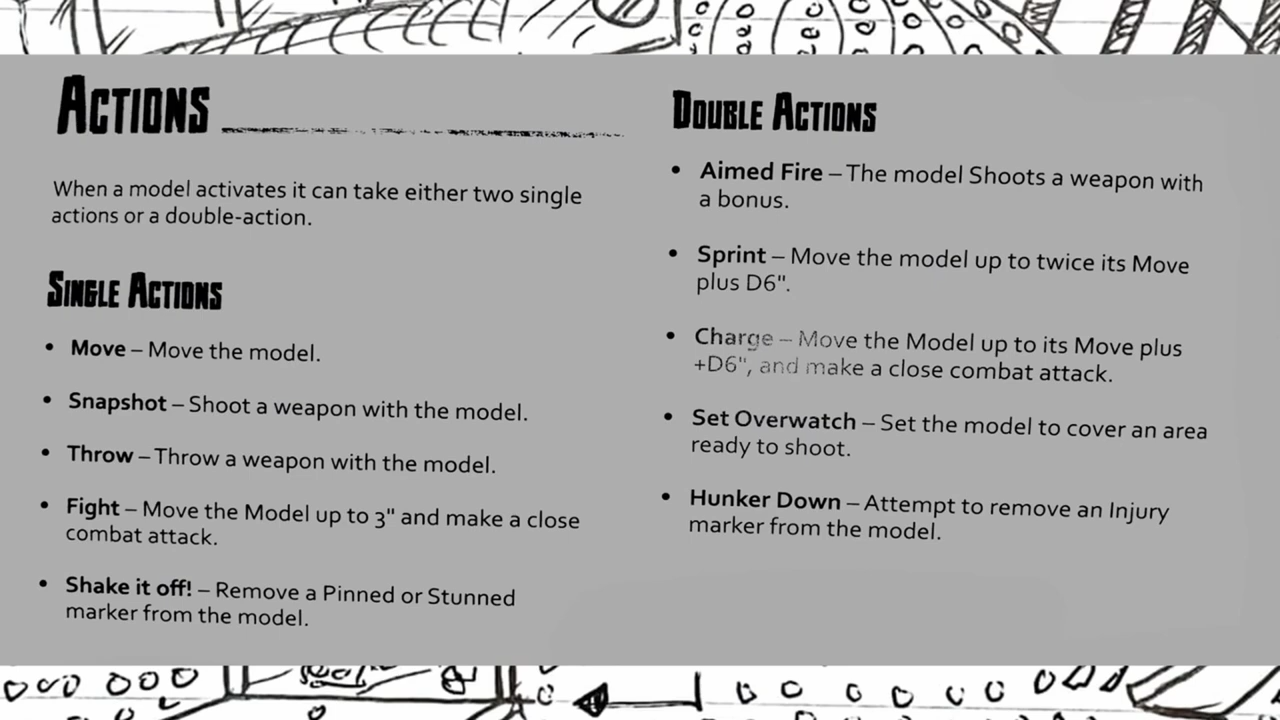 Actions
When a model activates it can take either two single
actions or a double-action.
Single Actions
• Move – Move the model.
• Snapshot – Shoot a weapon with the model.
• Throw – Throw a weapon with the model.
• Fight – Move the Model up to 3" and make a close
combat attack.
• Shake it off! – Remove a Pinned or Stunned
marker from the model.
Double Actions
• Aimed Fire – The model Shoots a weapon with
a bonus.
• Sprint – Move the model up to twice its Move
plus D6".
• Charge – Move the Model up to its Move plus
+D6", and make a close combat attack.
• Set Overwatch – Set the model to cover an area
ready to shoot.
• Hunker Down – Attempt to remove an Injury
marker from the model.